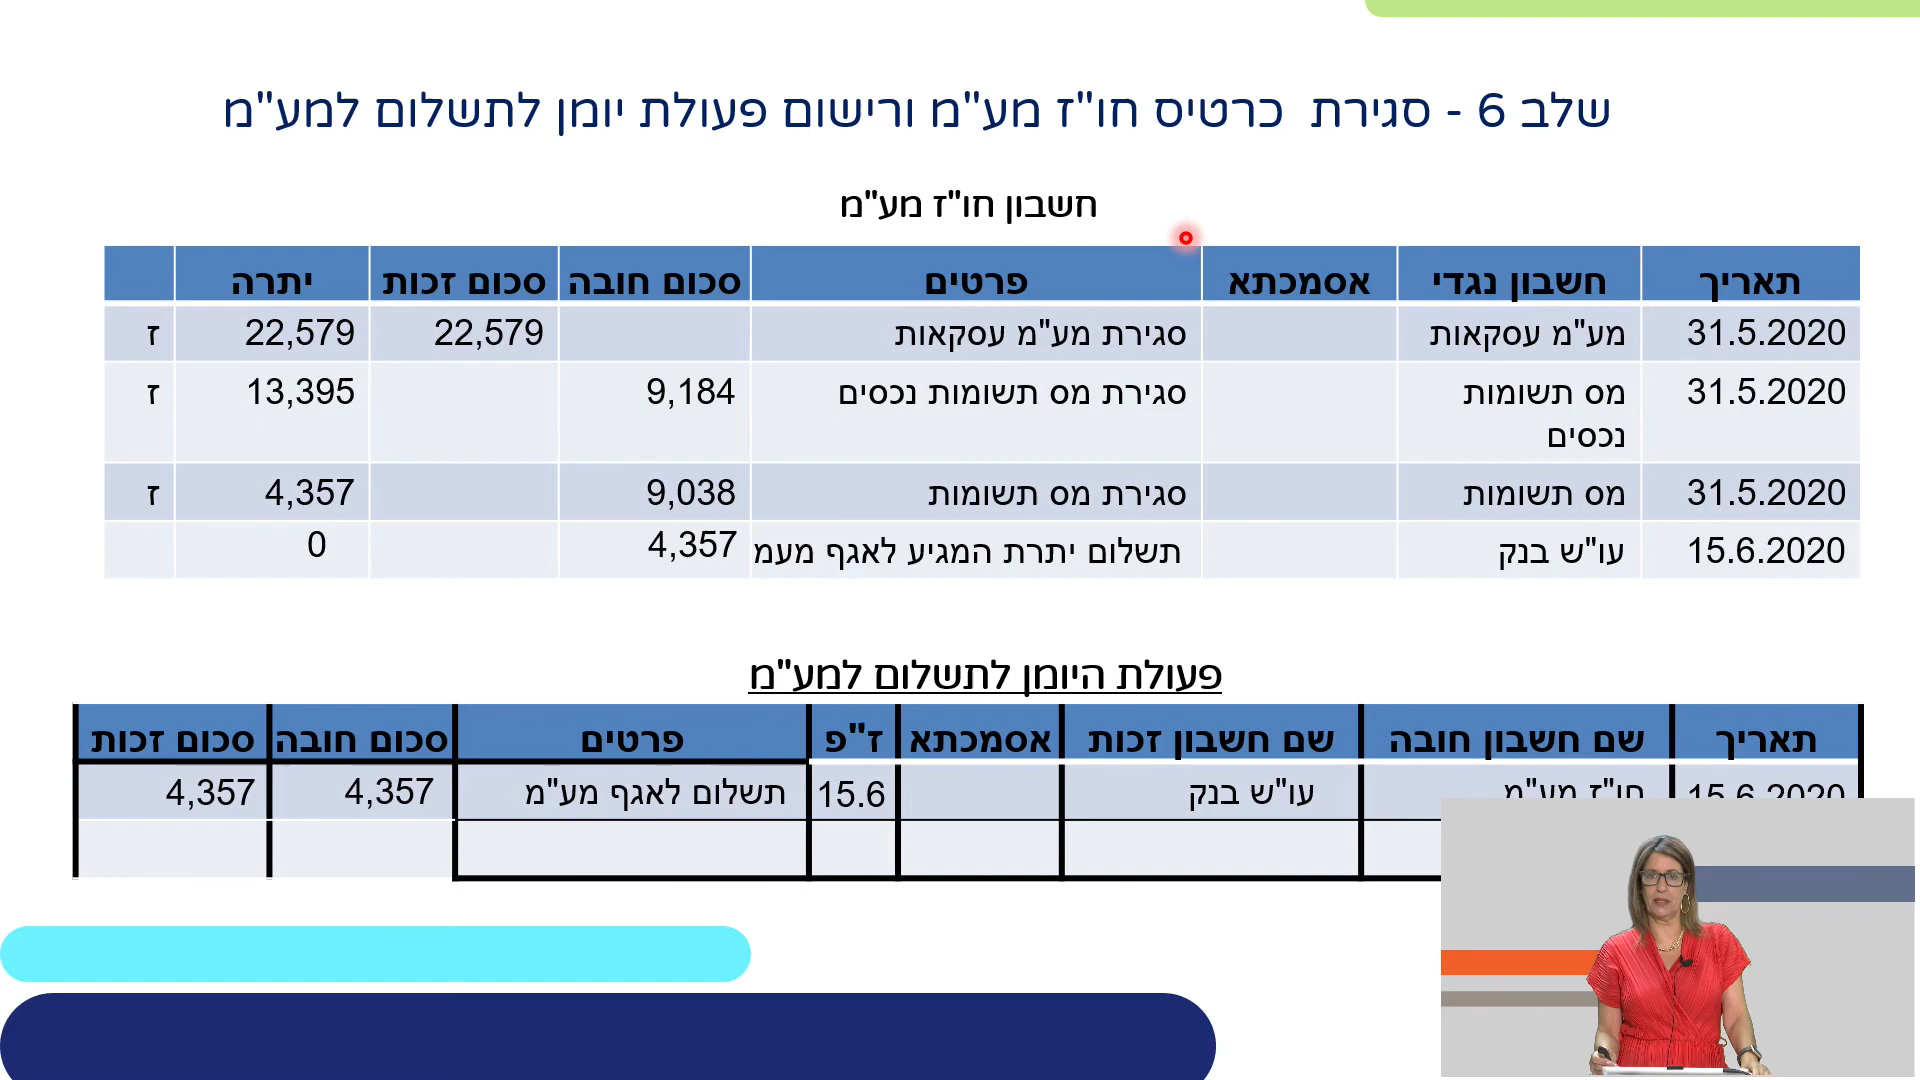 שלב 6 - סגירת כרטיס חו"ז מע"מ ורישום פעולת יומן לתשלום למע"מ
חשבון חו"ז מע"מ
תאריך חשבון נגדי אסמכתא פרטים סכום חובה סכום זכות יתרה
31.5.2020 מע"מ עסקאות סגירת מע"מ עסקאות 22,579 22,579 ז
31.5.2020 מס תשומות סגירת מס תשומות נכסים 9,184 13,395 ז
נכסים
31.5.2020 מס תשומות סגירת מס תשומות 9,038 4,357 ז
15.6.2020 עו"ש בנק תשלום יתרת המגיע לאגף מעמ 4,357 0
פעולת היומן לתשלום למע"מ
תאריך שם חשבון חובה שם חשבון זכות אסמכתא ז"פ פרטים סכום חובה סכום זכות
15.6.2020 חו"ז מע"מ עו"ש בנק 15.6 תשלום לאגף מע"מ 4,357 4,357